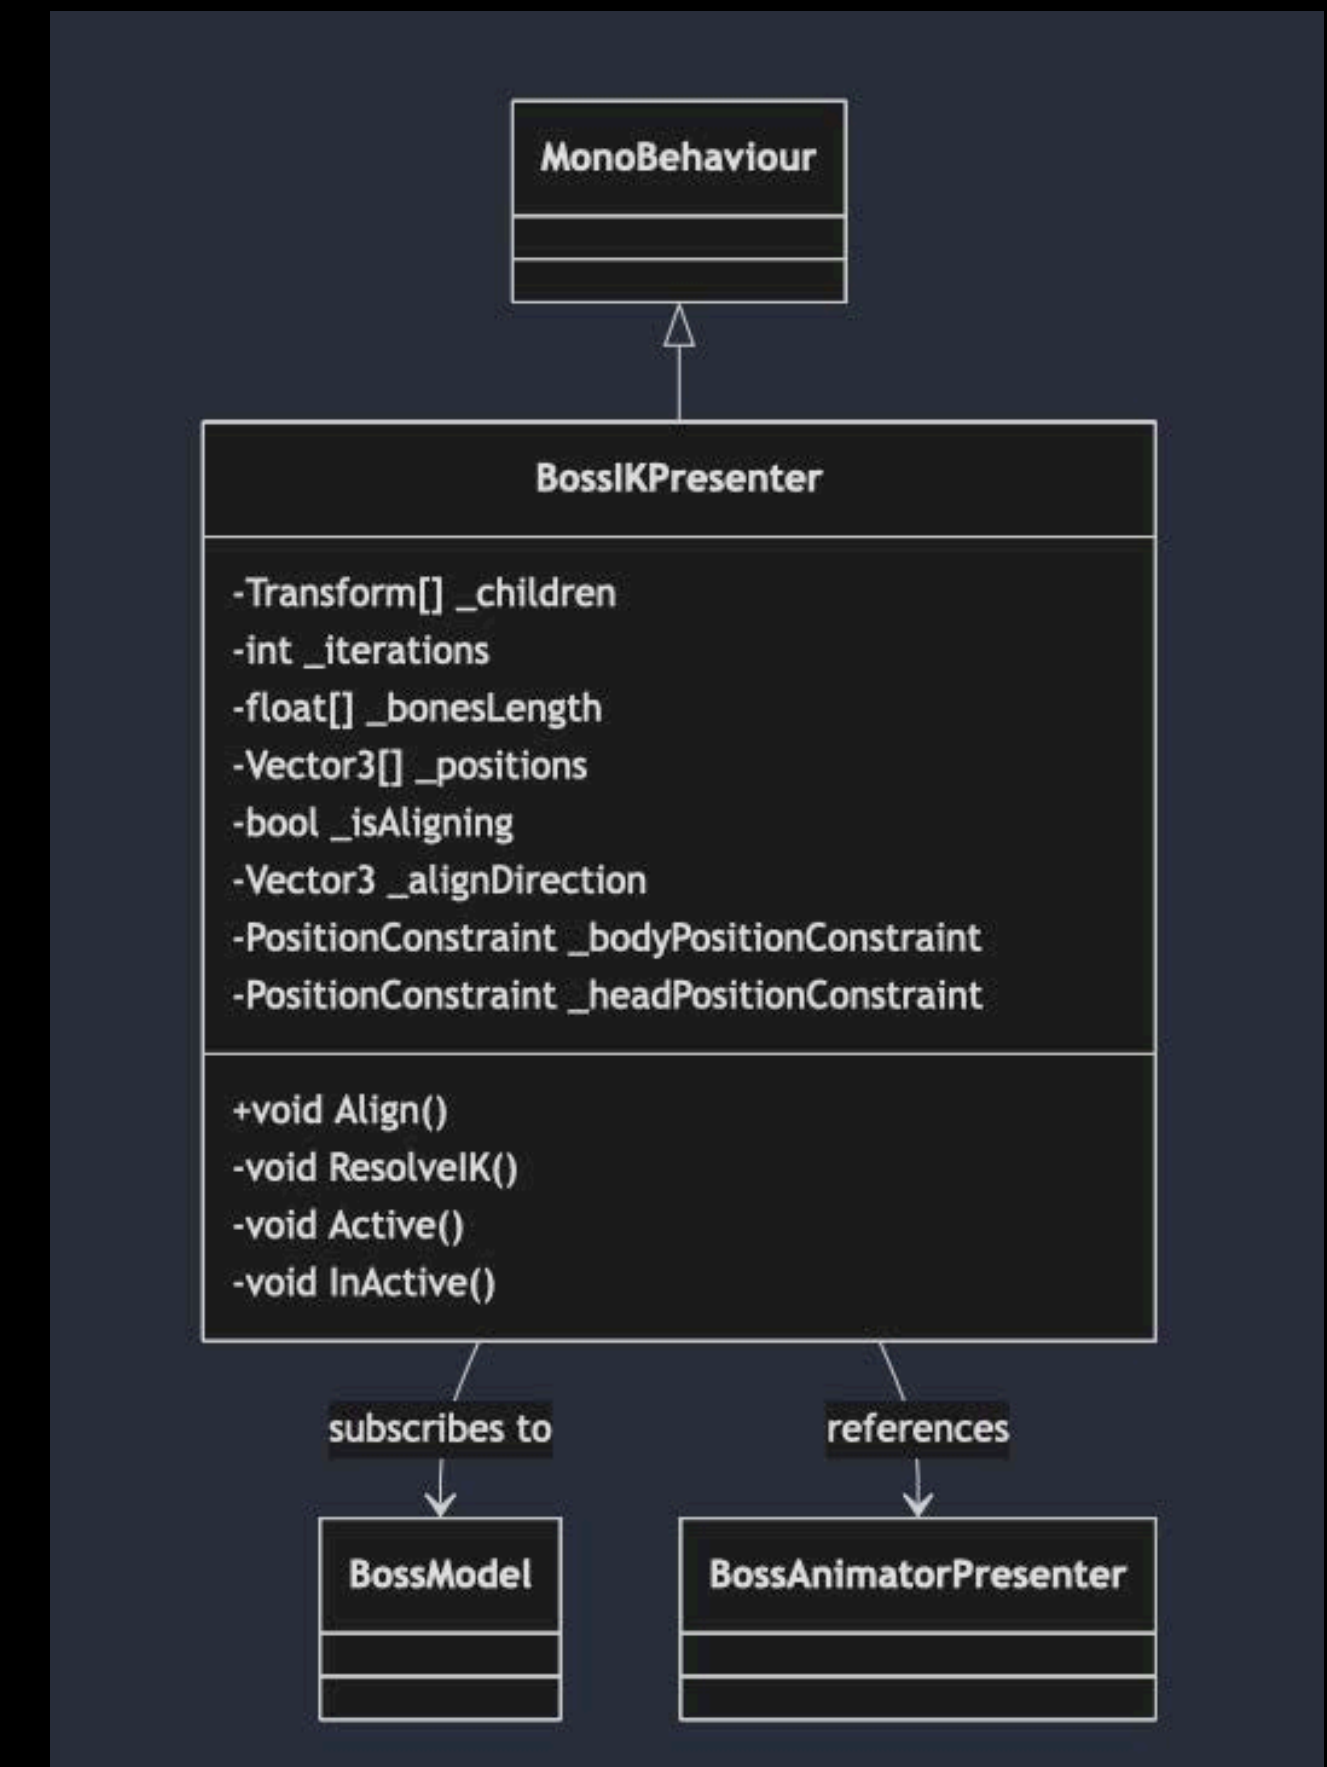 MonoBehaviour
BossIKPresenter
-Transform[] _children
-int _iterations
-float[] _bonesLength
-Vector3[] _positions
-bool _isAligning
-Vector3 _alignDirection
-PositionConstraint _bodyPositionConstraint
-PositionConstraint _headPositionConstraint
+void Align()
-void ResolveIK()
-void Active()
-void InActive()
subscribes to
references
BossModel
BossAnimatorPresenter